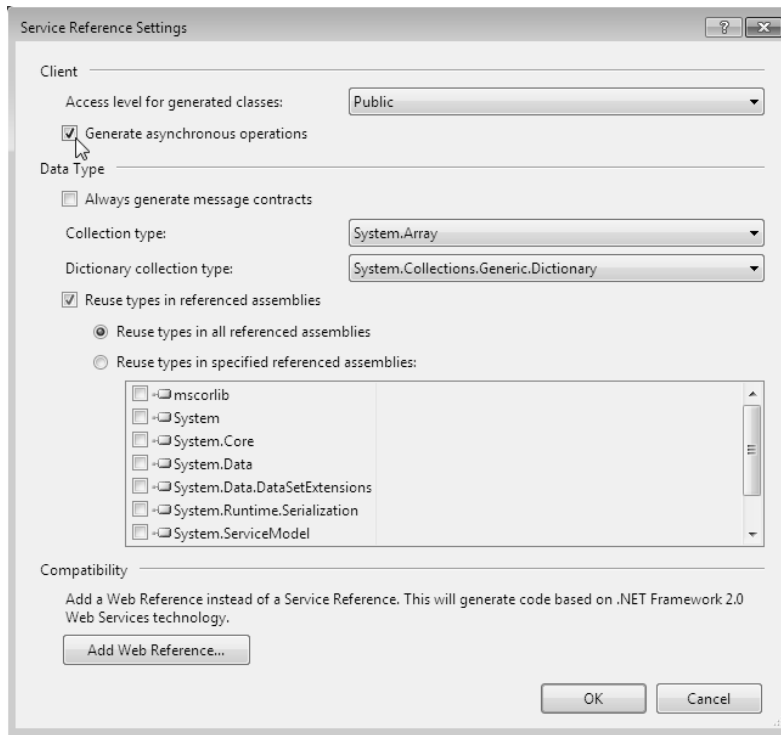 Service Reference Settings
Client
Access level for generated classes: Public
Generate asynchronous operations
Data Type
Always generate message contracts
Collection type: System.Array
Dictionary collection type: System.Collections.Generic.Dictionary
Reuse types in referenced assemblies
Reuse types in all referenced assemblies
Reuse types in specified referenced assemblies:
mscorlib
System
System.Core
System.Data
System.Data.DataSetExtensions
System.Runtime.Serialization
System.ServiceModel
Compatibility
Add a Web Reference instead of a Service Reference. This will generate code based on .NET Framework 2.0
Web Services technology.
Add Web Reference...
OK Cancel